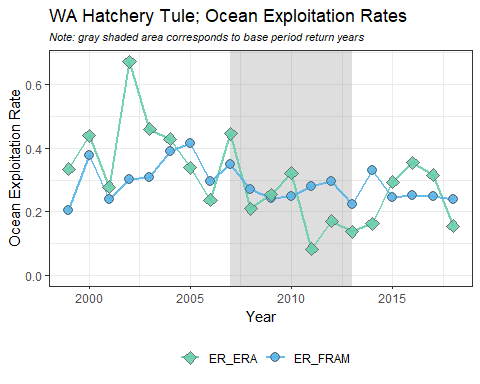 WA Hatchery Tule; Ocean Exploitation Rates
Note: gray shaded area corresponds to base period return years
Ocean Exploitation Rate
0.6
0.4
0.2
0.0
2000 2005 2010 2015
Year
ER_ERA ER_FRAM